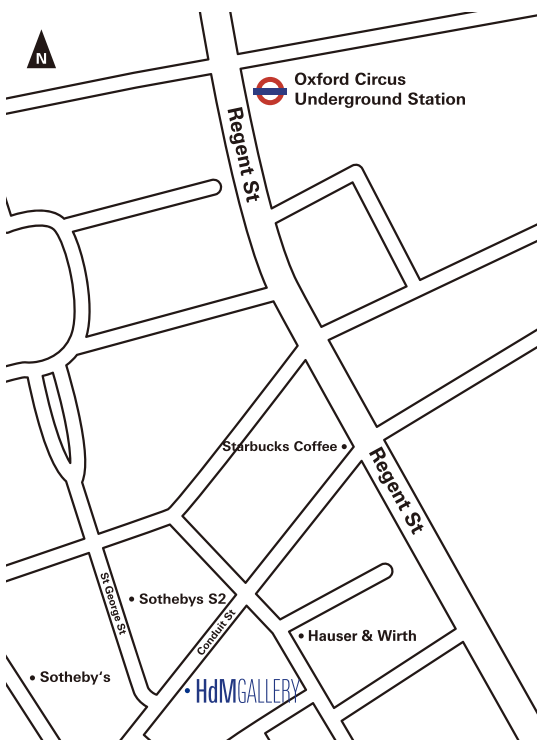 N
Oxford Circus
Underground Station
Regent St
Starbucks Coffee
Regent St
St George St
Sothebys S2
Conduit St
Hauser & Wirth
Sotheby's
HdMGALLERY